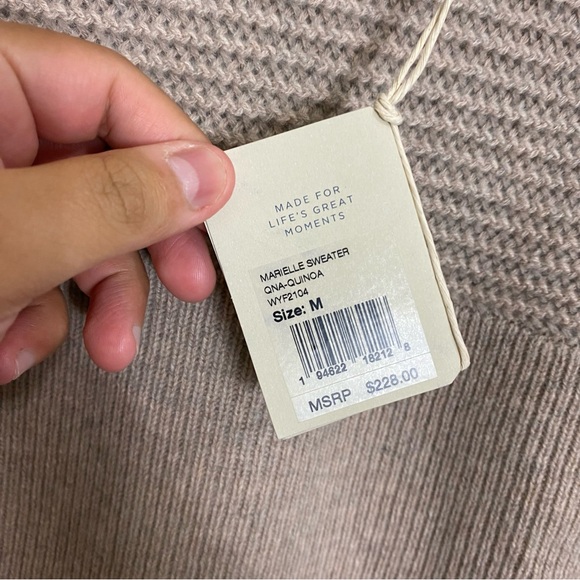 MADE FOR
LIFE'S GREAT
MOMENTS
MARIELLE SWEATER
QNA-QUINOA
WYF2104
Size: M
1 94622 16212 8
MSRP $228.00